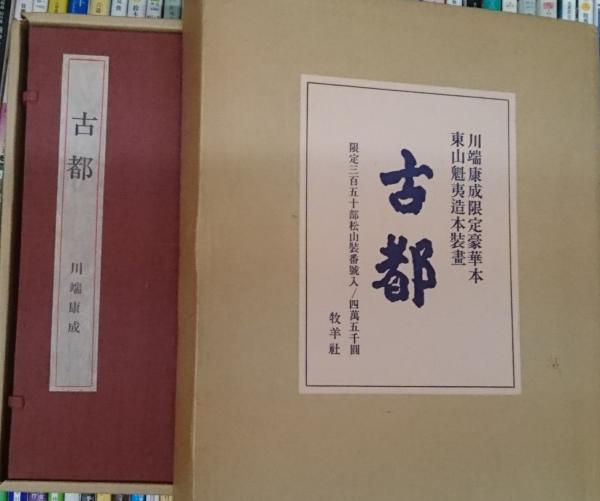 川端康成限定豪華本
東山魁夷造本裝畫
古都
限定三百五十部松山裝番號入/四萬五千圓
牧羊社
古都
川端康成